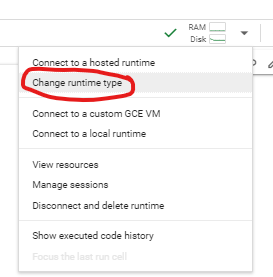 RAM
Disk
Connect to a hosted runtime
Change runtime type
Connect to a custom GCE VM
Connect to a local runtime
View resources
Manage sessions
Disconnect and delete runtime
Show executed code history
Focus the last run cell